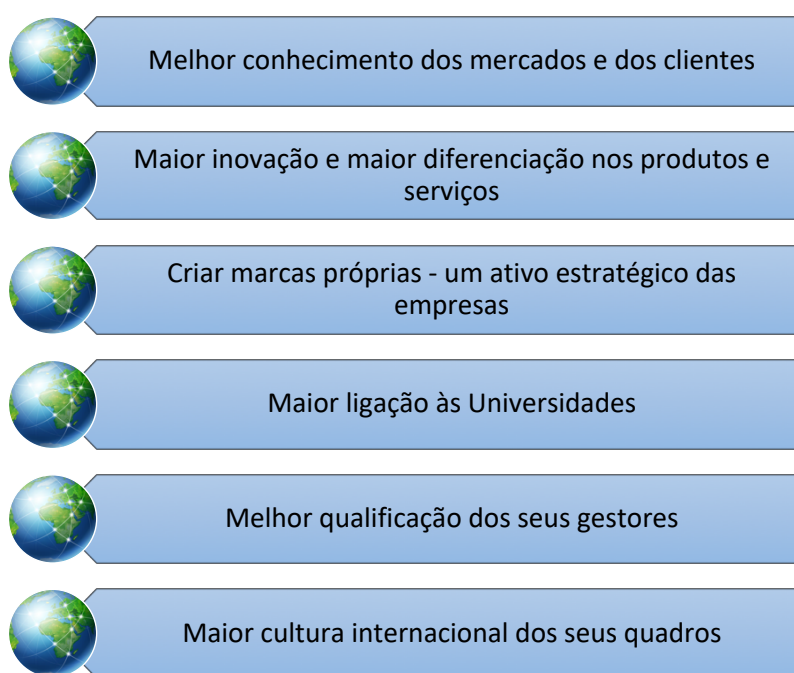 Melhor conhecimento dos mercados e dos clientes
Maior inovação e maior diferenciação nos produtos e
serviços
Criar marcas próprias - um ativo estratégico das
empresas
Maior ligação às Universidades
Melhor qualificação dos seus gestores
Maior cultura internacional dos seus quadros